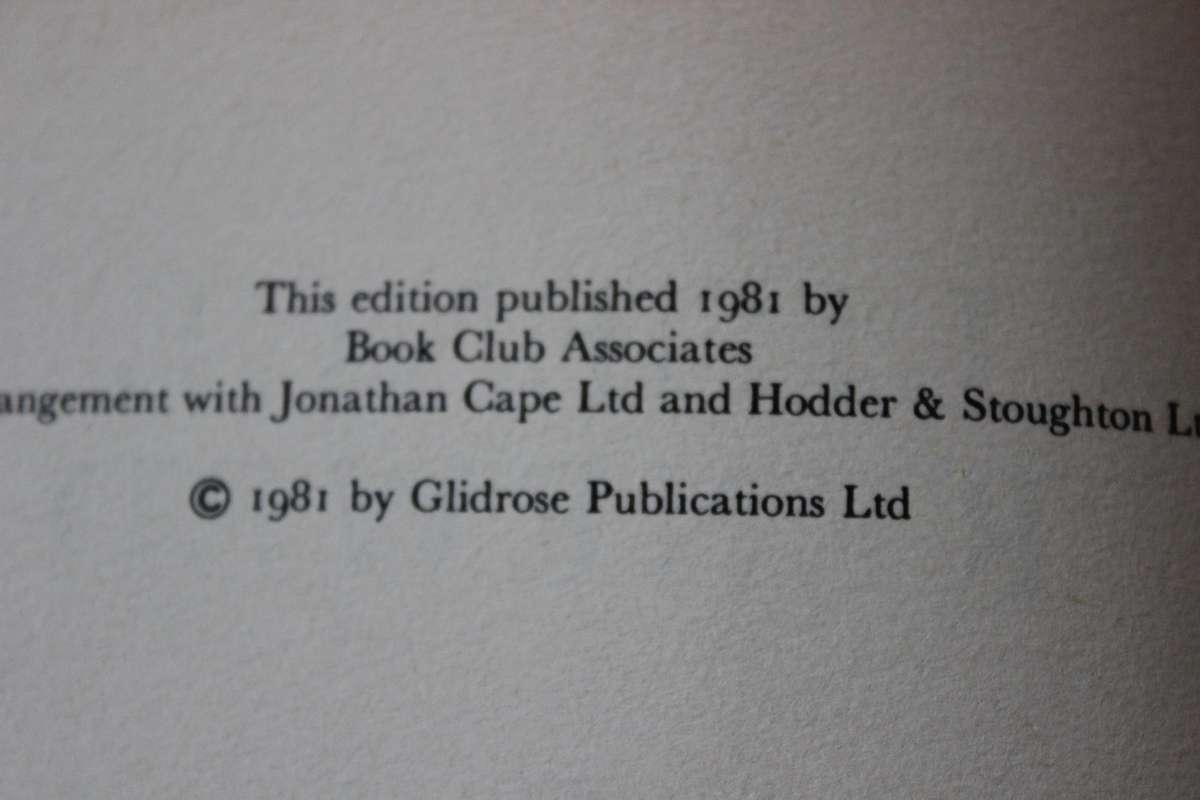 This edition published 1981 by
Book Club Associates
angement with Jonathan Cape Ltd and Hodder & Stoughton Lt
© 1981 by Glidrose Publications Ltd